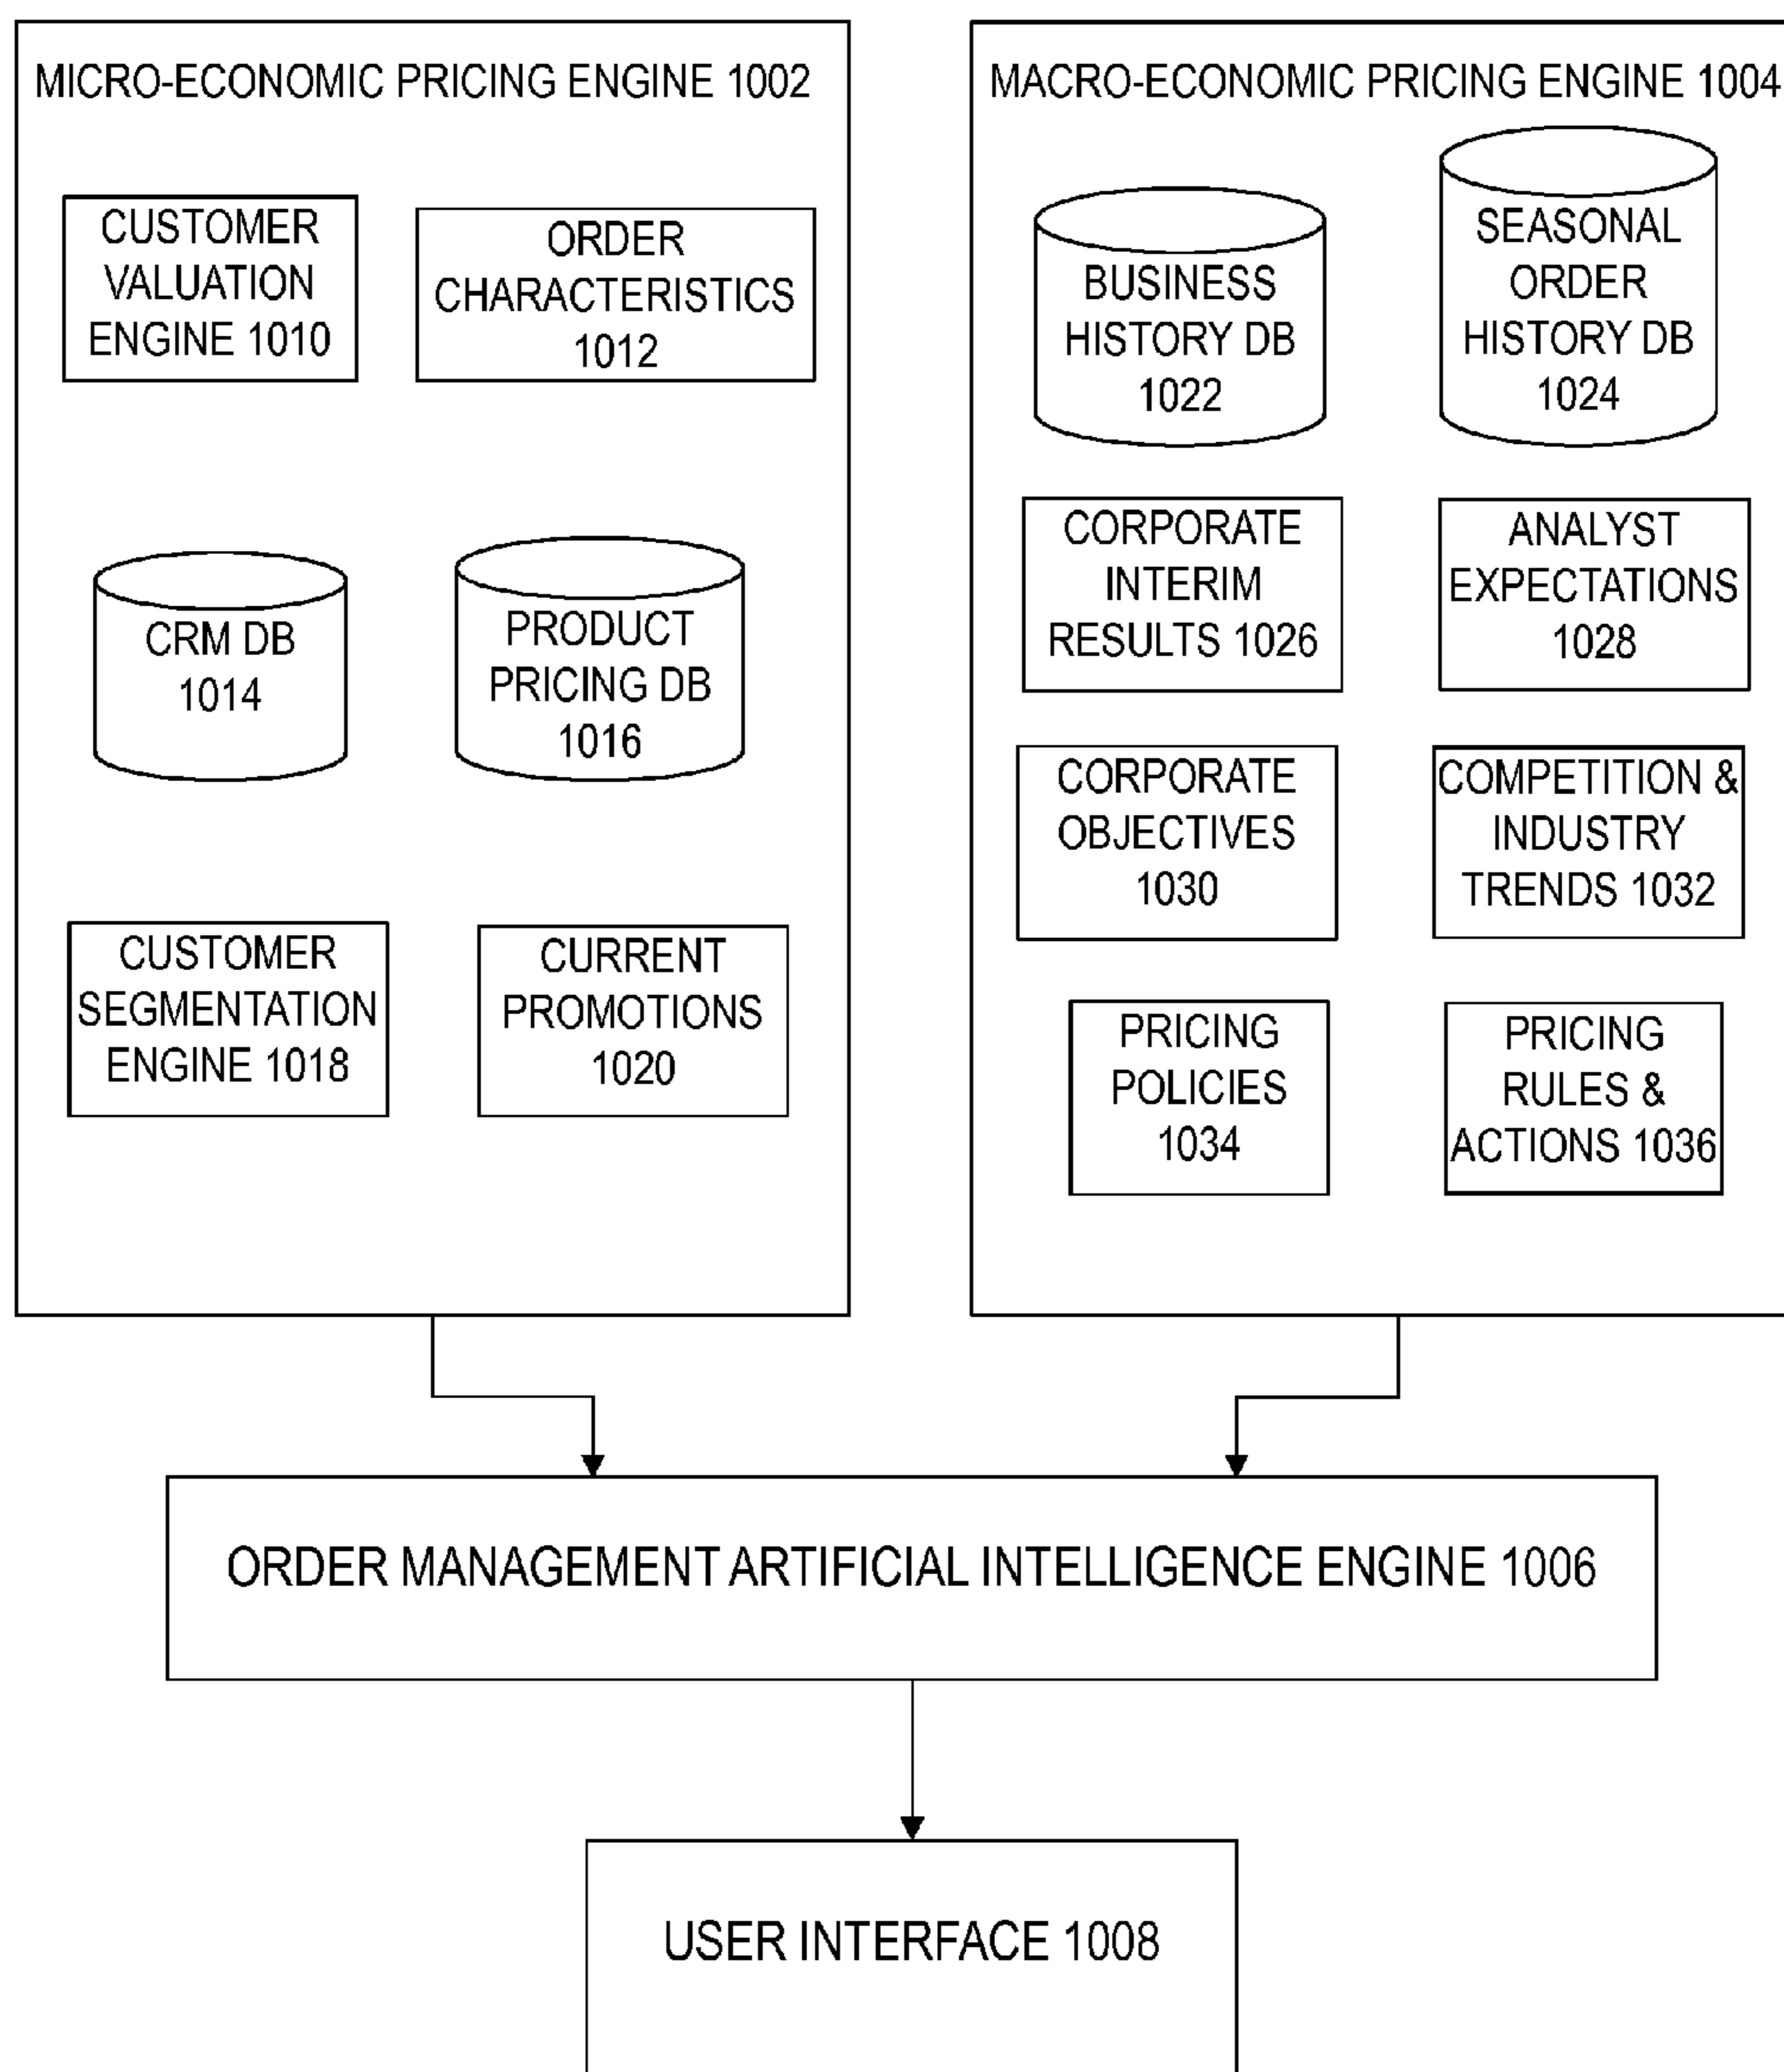 MICRO-ECONOMIC PRICING ENGINE 1002
CUSTOMER
VALUATION
ENGINE 1010
ORDER
CHARACTERISTICS
1012
CRM DB
1014
PRODUCT
PRICING DB
1016
CUSTOMER
SEGMENTATION
ENGINE 1018
CURRENT
PROMOTIONS
1020
MACRO-ECONOMIC PRICING ENGINE 1004
BUSINESS
HISTORY DB
1022
SEASONAL
ORDER
HISTORY DB
1024
CORPORATE
INTERIM
RESULTS 1026
ANALYST
EXPECTATIONS
1028
CORPORATE
OBJECTIVES
1030
COMPETITION &
INDUSTRY
TRENDS 1032
PRICING
POLICIES
1034
PRICING
RULES &
ACTIONS 1036
ORDER MANAGEMENT ARTIFICIAL INTELLIGENCE ENGINE 1006
USER INTERFACE 1008